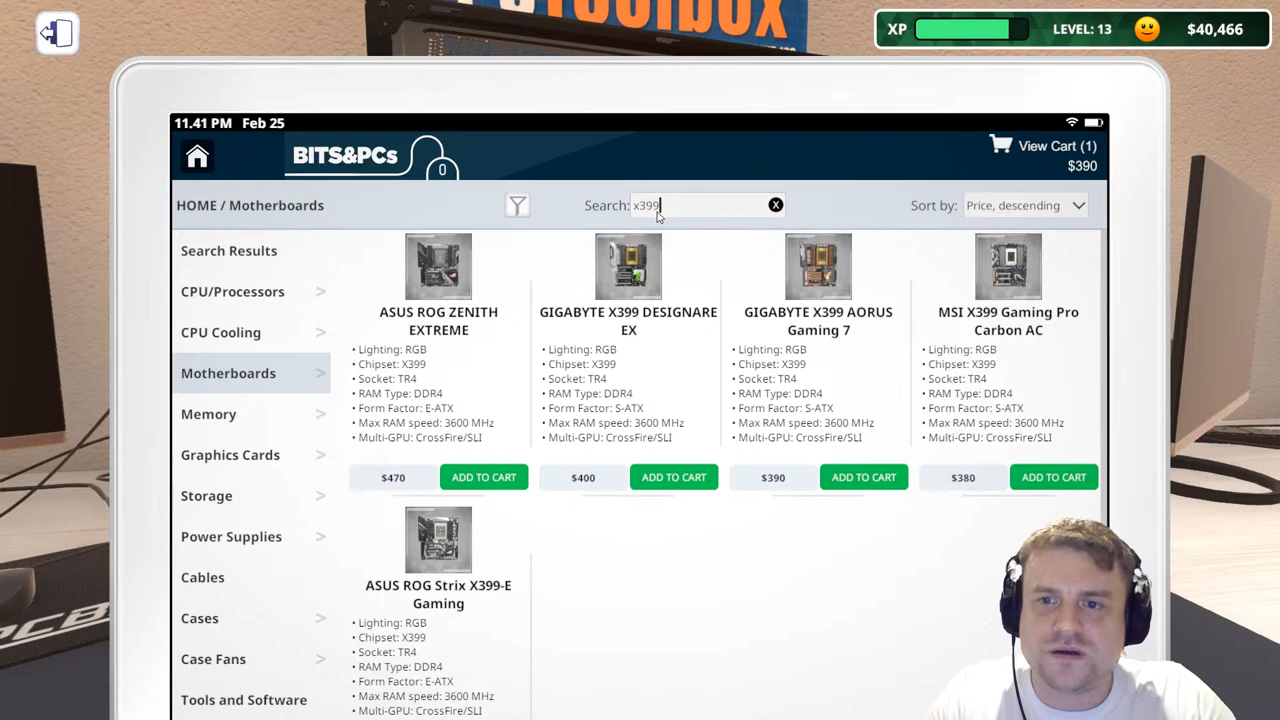 TOOLBOX
XP
LEVEL: 13
$40,466
11.41 PM Feb 25
BITS&PCs
0
View Cart (1)
$390
HOME / Motherboards
Search: x399
X
Sort by: Price, descending
Search Results
CPU/Processors >
CPU Cooling >
Motherboards >
Memory >
Graphics Cards >
Storage >
Power Supplies >
Cables
Cases >
Case Fans >
Tools and Software
ASUS ROG ZENITH
EXTREME
• Lighting: RGB
• Chipset: X399
• Socket: TR4
• RAM Type: DDR4
• Form Factor: E-ATX
• Max RAM speed: 3600 MHz
• Multi-GPU: CrossFire/SLI
$470 ADD TO CART
GIGABYTE X399 DESIGNARE
EX
• Lighting: RGB
• Chipset: X399
• Socket: TR4
• RAM Type: DDR4
• Form Factor: S-ATX
• Max RAM speed: 3600 MHz
• Multi-GPU: CrossFire/SLI
$400 ADD TO CART
GIGABYTE X399 AORUS
Gaming 7
• Lighting: RGB
• Chipset: X399
• Socket: TR4
• RAM Type: DDR4
• Form Factor: S-ATX
• Max RAM speed: 3600 MHz
• Multi-GPU: CrossFire/SLI
$390 ADD TO CART
MSI X399 Gaming Pro
Carbon AC
• Lighting: RGB
• Chipset: X399
• Socket: TR4
• RAM Type: DDR4
• Form Factor: S-ATX
• Max RAM speed: 3600 MHz
• Multi-GPU: CrossFire/SLI
$380 ADD TO CART
ASUS ROG Strix X399-E
Gaming
• Lighting: RGB
• Chipset: X399
• Socket: TR4
• RAM Type: DDR4
• Form Factor: E-ATX
• Max RAM speed: 3600 MHz
• Multi-GPU: CrossFire/SLI